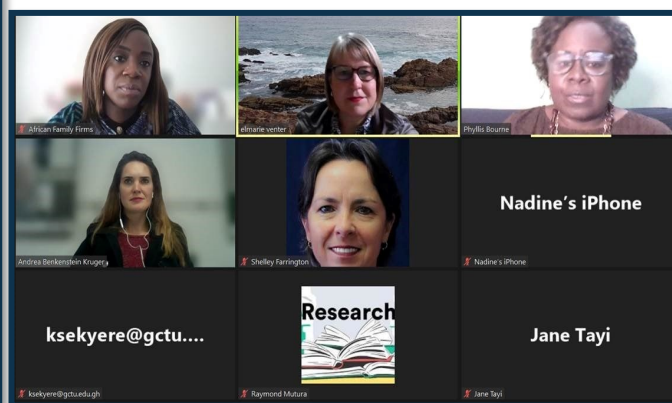 African Family Firms
elmarie venter
Phyllis Bourne
Andrea Benkenstein Kruger
Shelley Farrington
Nadine's iPhone
Nadine's iPhone
ksekyere@gctu....
ksekyere@gctu.edu.gh
Research
Raymond Mutura
Jane Tayi
Jane Tayi